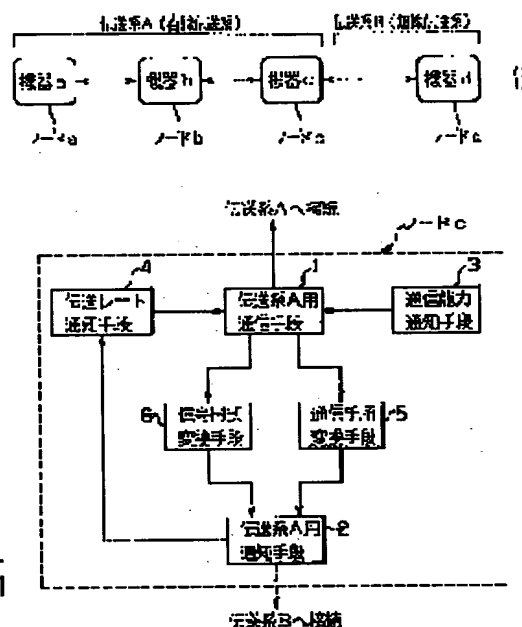 伝送系A(有線伝送系)
伝送系B(無線伝送系)
機器a
機器b
機器c
機器d
ノードa
ノードb
ノードc
伝送系Aへ接続
ノードc
4
1
3
伝送レート
通知手段
伝送系A用
通信手段
通信能力
通知手段
6
信号方式
変換手段
通信手順
変換手段
5
伝送系A用
通知手段
2
伝送系Bへ接続